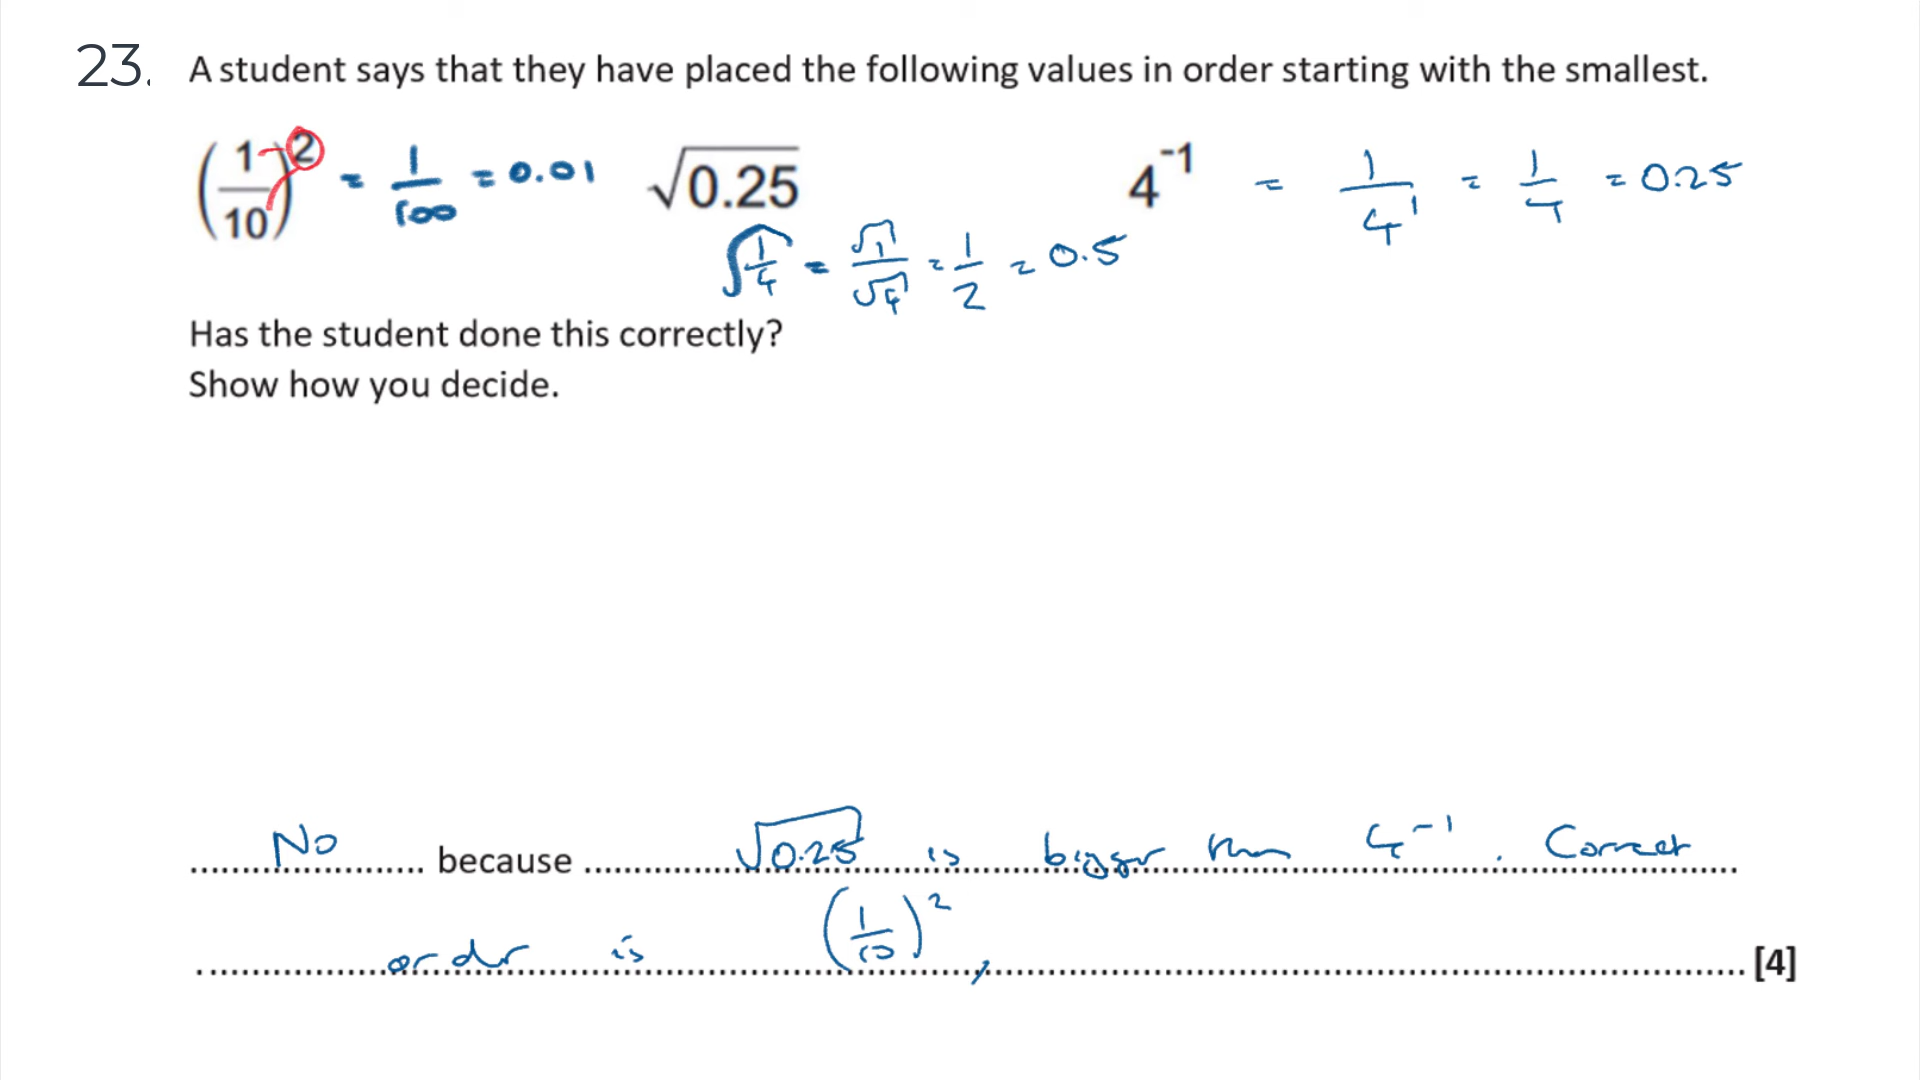 23. A student says that they have placed the following values in order starting with the smallest.
(1/10)² = 1/100 = 0.01 √0.25 4⁻¹ = 1/4¹ = 1/4 = 0.25
√(1/4) = √1/√4 = 1/2 = 0.5
Has the student done this correctly?
Show how you decide.
No because √0.25 is bigger than 4⁻¹. Correct
order is (1/10)², [4]